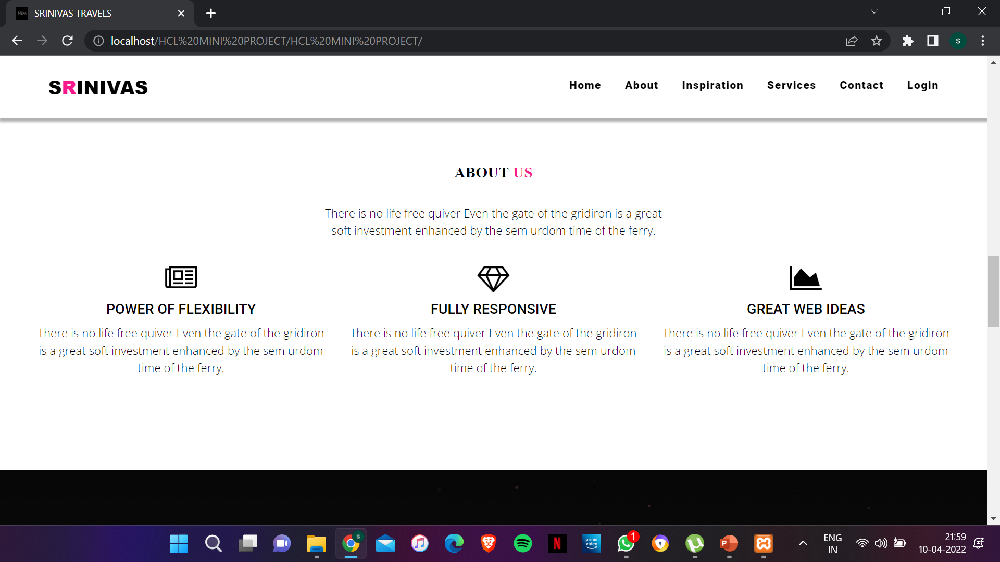 Nim SRINIVAS TRAVELS
localhost/HCL%20MINI%20PROJECT/HCL%20MINI%20PROJECT/
S
SRINIVAS
Home About Inspiration Services Contact Login
ABOUT US
There is no life free quiver Even the gate of the gridiron is a great
soft investment enhanced by the sem urdom time of the ferry.
POWER OF FLEXIBILITY
There is no life free quiver Even the gate of the gridiron
is a great soft investment enhanced by the sem urdom
time of the ferry.
FULLY RESPONSIVE
There is no life free quiver Even the gate of the gridiron
is a great soft investment enhanced by the sem urdom
time of the ferry.
GREAT WEB IDEAS
There is no life free quiver Even the gate of the gridiron
is a great soft investment enhanced by the sem urdom
time of the ferry.
S
N
prime
video
1
P
ENG
IN
21:59
10-04-2022